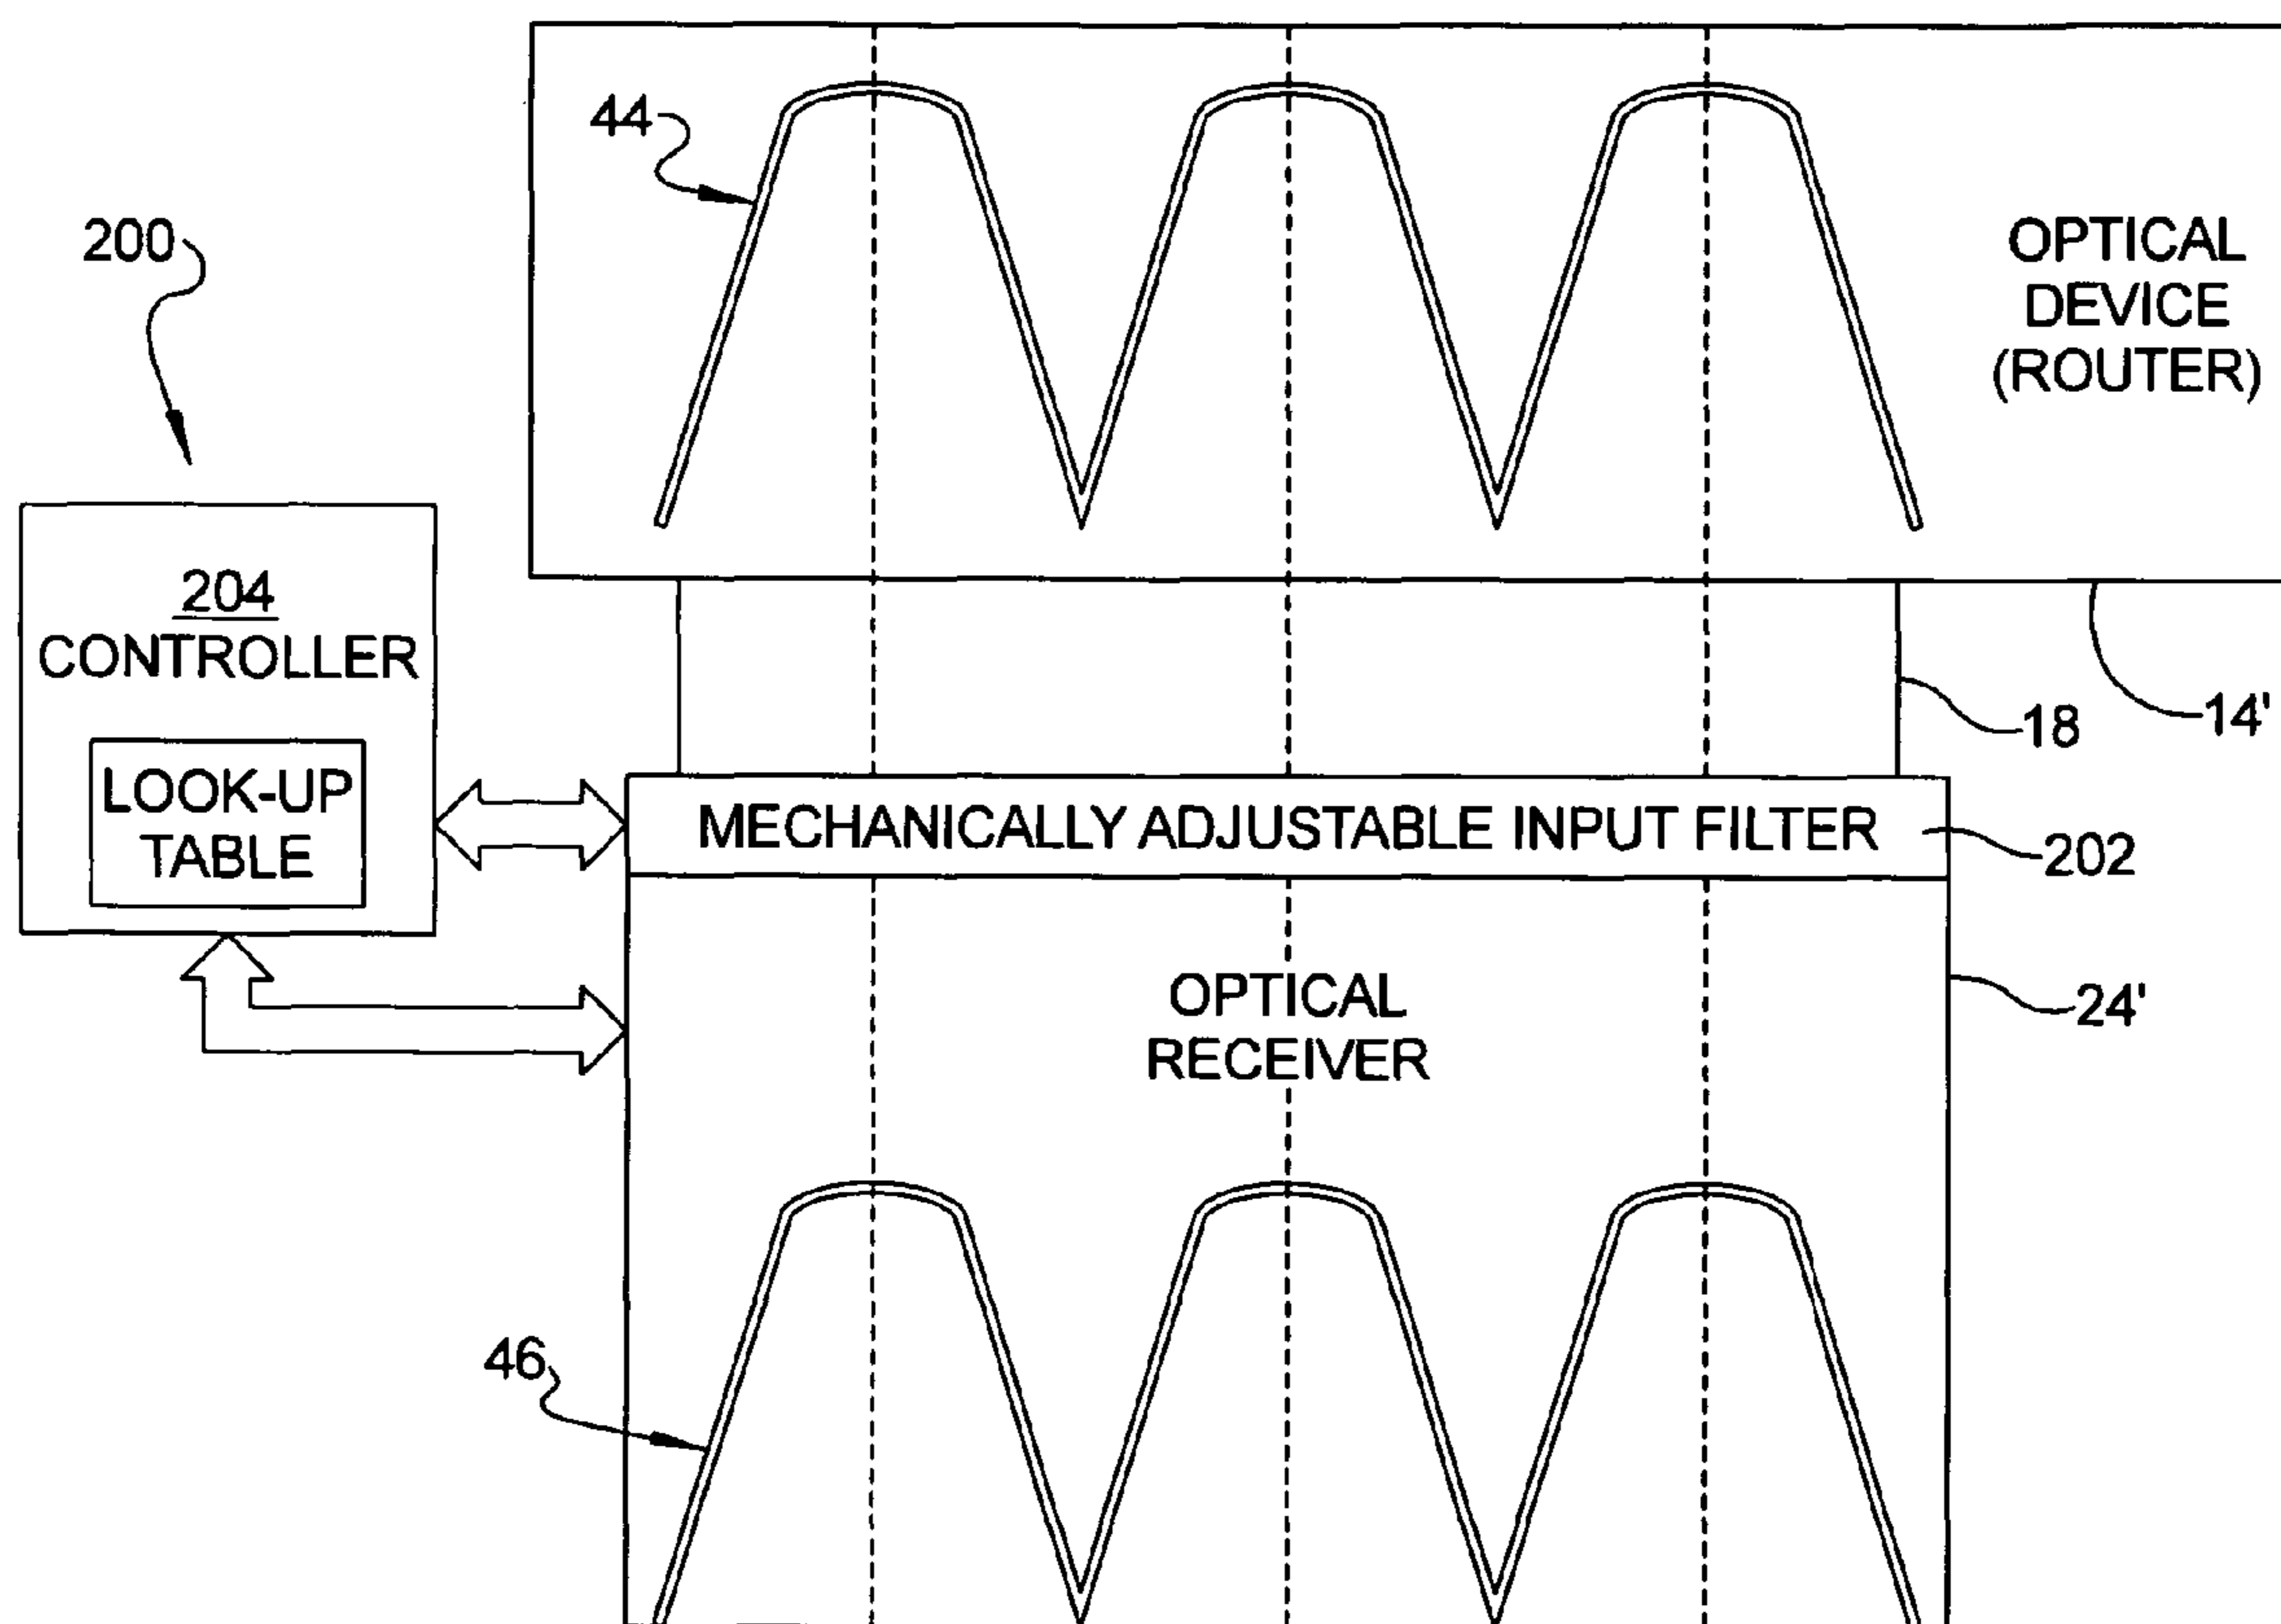 44
200
OPTICAL
DEVICE
(ROUTER)
204
CONTROLLER
LOOK-UP
TABLE
18
14'
MECHANICALLY ADJUSTABLE INPUT FILTER
202
OPTICAL
RECEIVER
24'
46